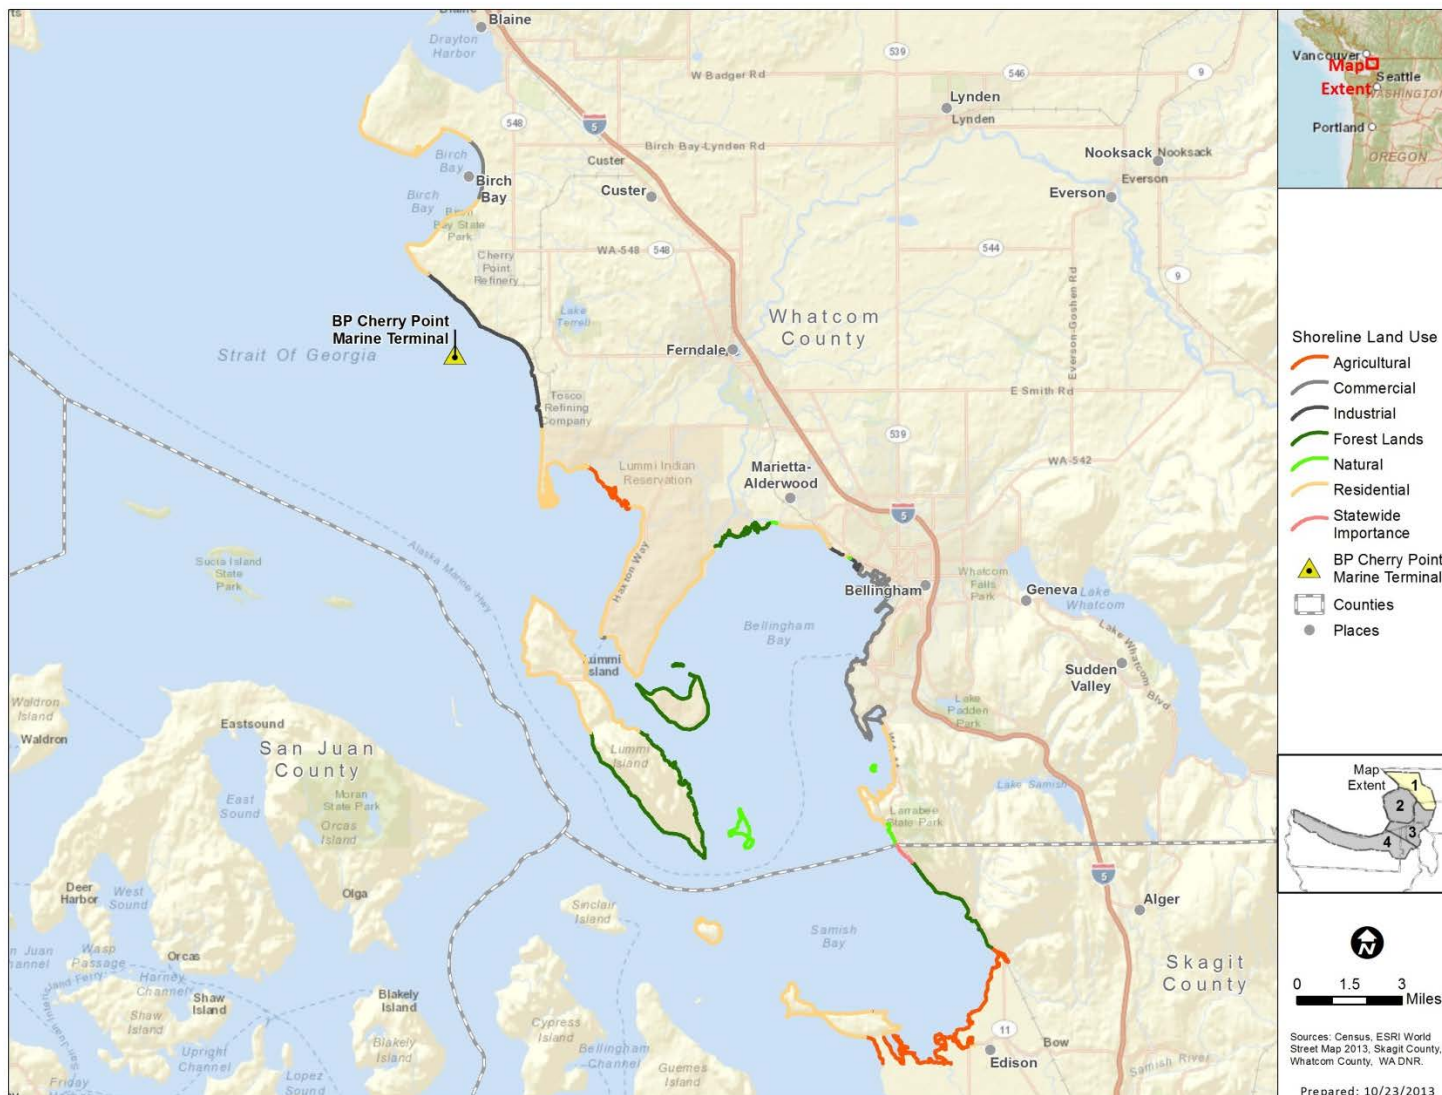 Blaine
Drayton
Harbor
539
W Badger Rd
546
9
Lynden
Lynden
548
5
Birch Bay-Lynden Rd
Nooksack
Nooksack
Everson
Everson
Custer
Custer
Birch
Bay
Birch
Bay
Birch
Bay
Bay State
Park
WA-548
548
544
Cherry
Point
Refinery
9
Everson-Goshen Rd
BP Cherry Point
Marine Terminal
Strait Of Georgia
Lake
Terrell
Whatcom
County
Ferndale
E Smith Rd
Tosco
Refining
Company
539
WA-542
Lummi Indian
Reservation
Marietta-
Alderwood
5
Sucia Island
State
Park
Alaska Marine Hwy
Haxton Way
Bellingham
Whatcom
Falls
Park
Geneva
Lake
Whatcom
Lake Whatcom
Blvd
Bellingham
Bay
Sudden
Valley
Island
Lake
Padden
Park
Waldron
Island
Waldron
Eastsound
San Juan
County
Lummi
Island
Lake Samish
Moran
State Park
East
Sound
Orcas
Island
Larrabee
State Park
Deer
Harbor
West
Sound
Olga
5
Alger
Sinclair
Island
Samish
Bay
Wasp
Passage
Orcas
Harney
Channel
Skagit
County
Shaw
Island
Shaw
Island
Blakely
Island
Blakely
Island
Cypress
Island
Upright
Channel
Bellingham
Channel
11
Bow
Edison
Samish River
Friday
Lopez
Sound
Guemes
Island
Vancouver
Map
Extent
Seattle
WASHINGTON
Portland
OREGON
Shoreline Land Use
Agricultural
Commercial
Industrial
Forest Lands
Natural
Residential
Statewide
Importance
BP Cherry Point
Marine Terminal
Counties
Places
Map
Extent
1
2
3
4
N
0 1.5 3
Miles
Sources: Census, ESRI World
Street Map 2013, Skagit County,
Whatcom County, WA DNR.
Prepared: 10/23/2013